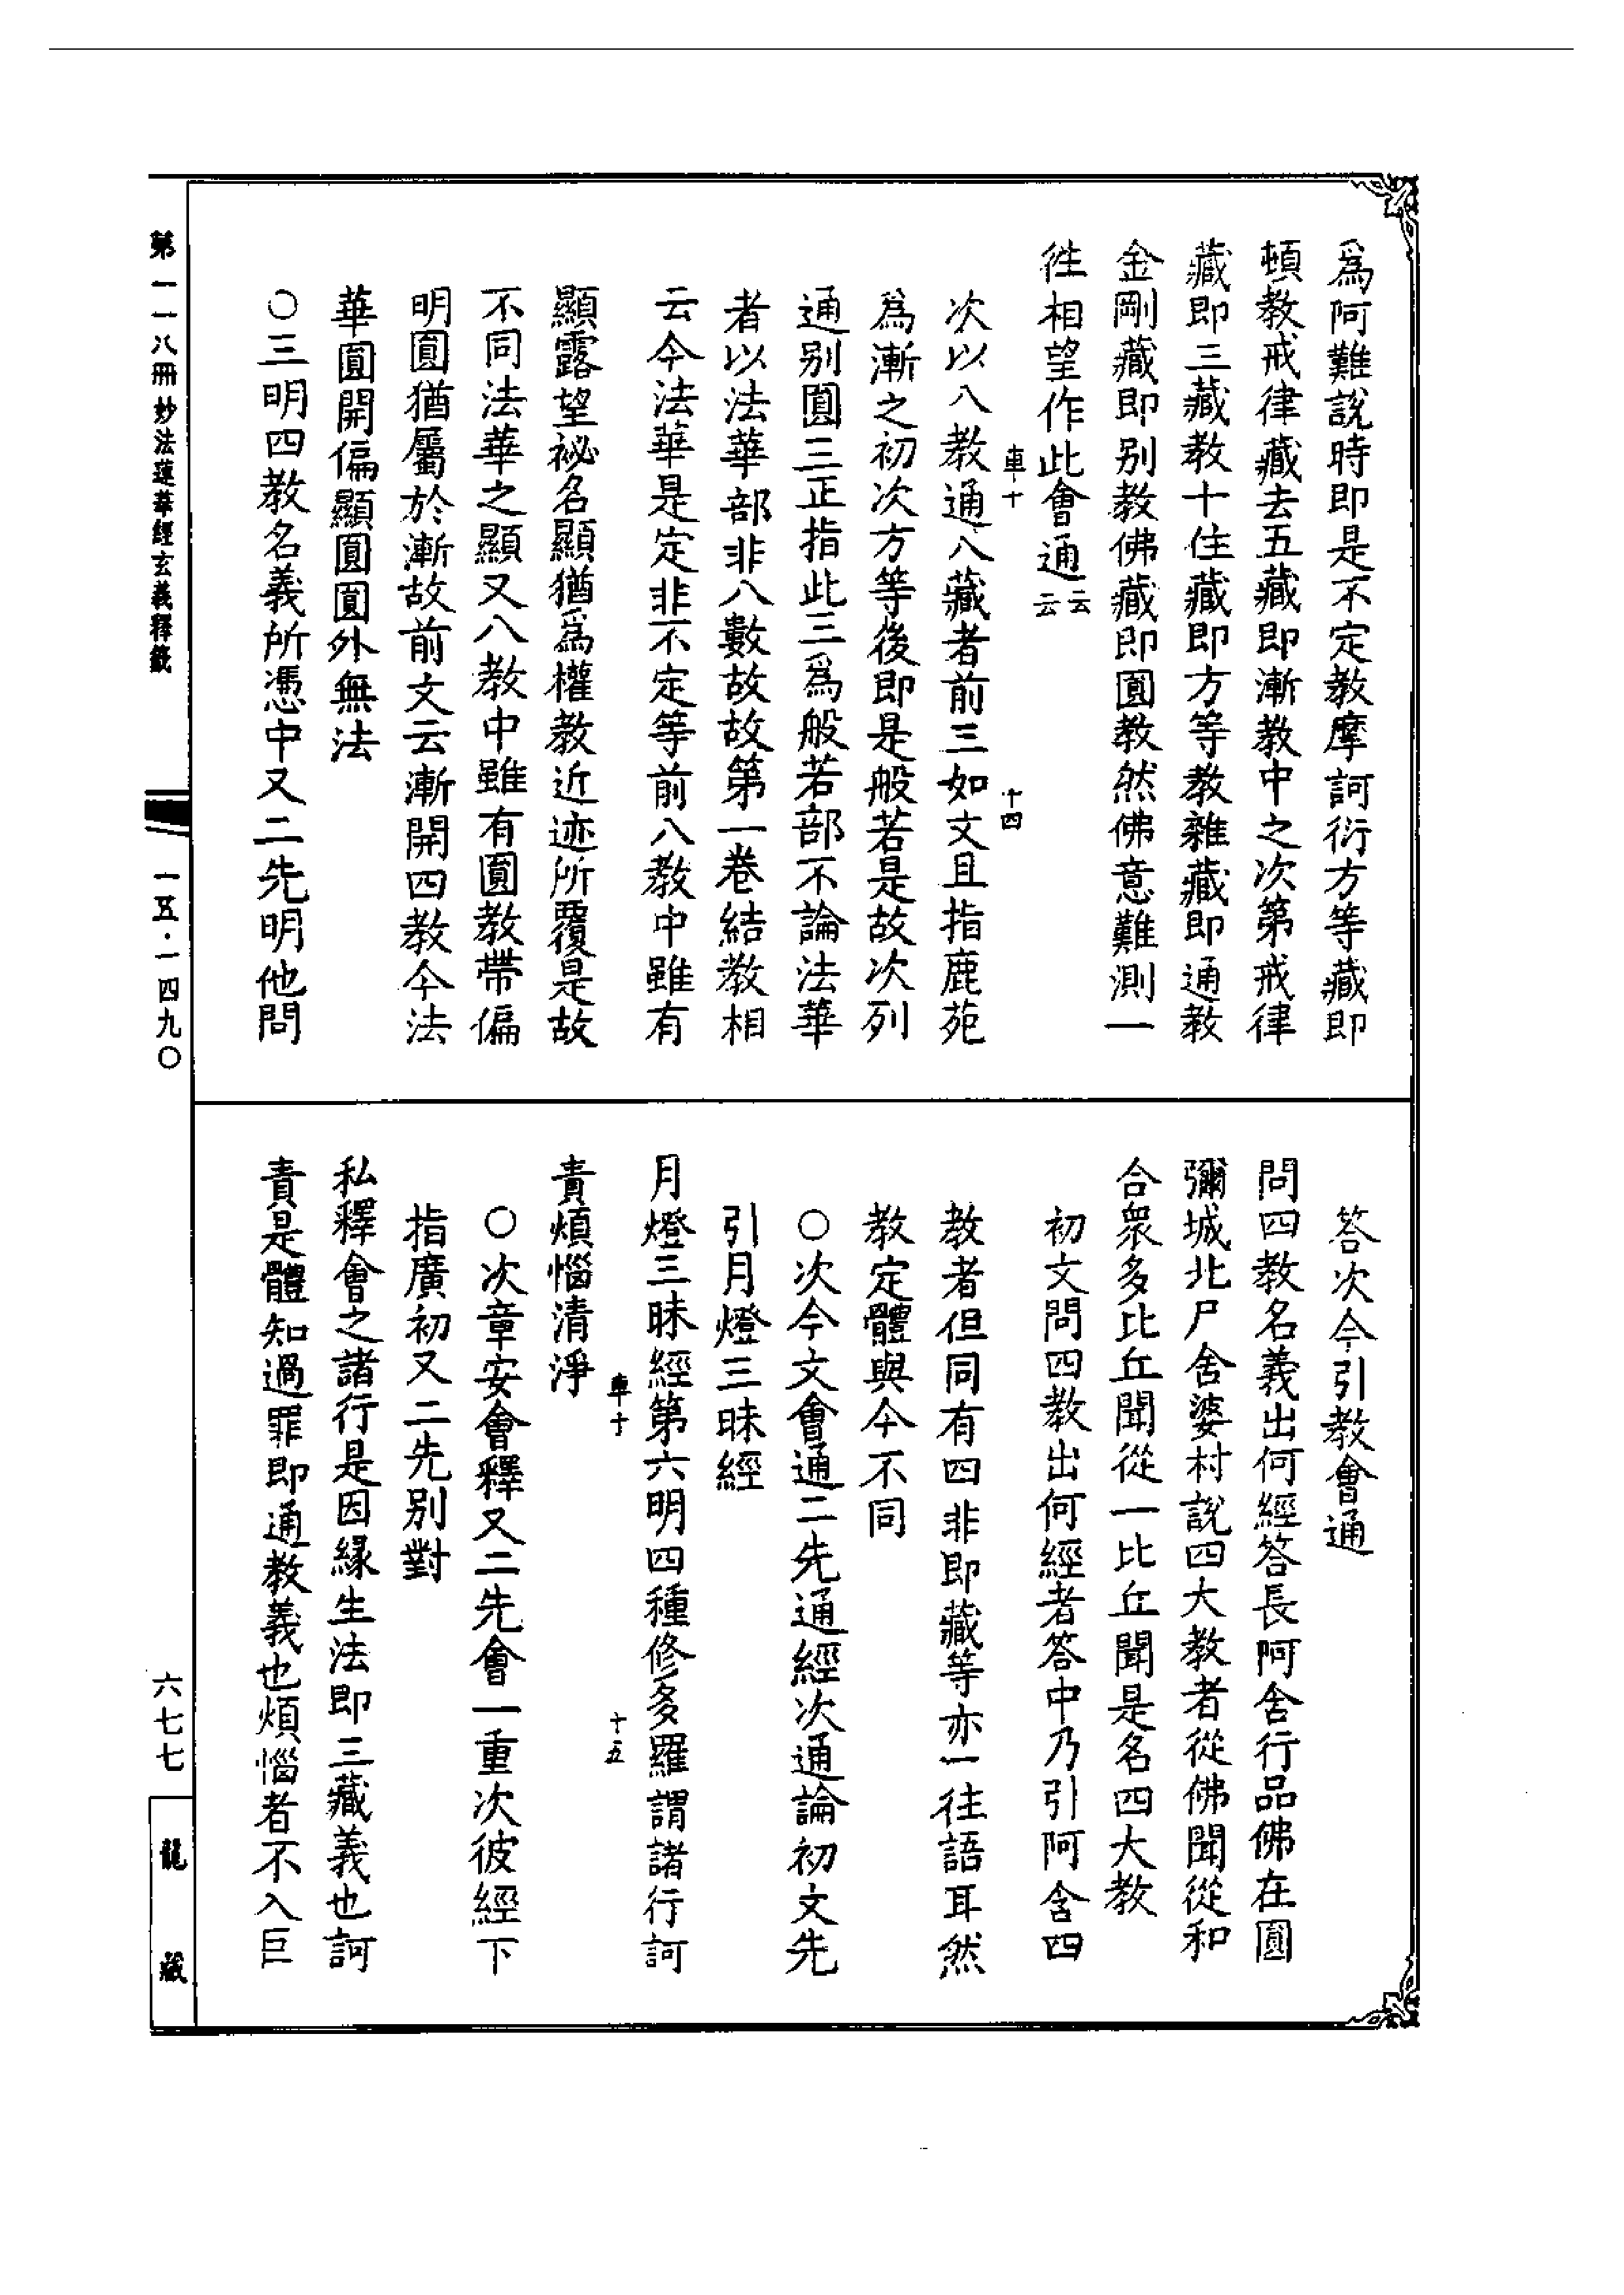 爲阿難說時即是不定教摩訶衍方等藏即
頓教戒律藏去五藏即漸教中之次第戒律
藏即三藏教十住藏即方等教雜藏即通教
金剛藏即别教佛藏即圓教然佛意難測一
徃相望作此會通云云
車十 十四
次以八教通八藏者前三如文且指鹿苑
爲漸之初次方等後即是般若是故次列
通别圓三正指此三爲般若部不論法華
者以法華部非八數故故第一卷結教相
云今法華是定非不定等前八教中雖有
顯露望祕名顯猶爲權教近迹所覆是故
不同法華之顯又八教中雖有圓教帶偏
明圓猶屬於漸故前文云漸開四教今法
華圓開偏顯圓圓外無法
○三明四教名義所憑中又二先明他問
答次今引教會通
問四教名義出何經答長阿含行品佛在圓
彌城北尸舍婆村說四大教者從佛聞從和
合衆多比丘聞從一比丘聞是名四大教
初文問四教出何經者答中乃引阿含四
教者但同有四非即藏等亦一往語耳然
教定體與今不同
○次今文會通二先通經次通論初文先
引月燈三昧經
月燈三昧經第六明四種修多羅謂諸行訶
車十 十五
責煩惱清淨
○次章安會釋又二先會一重次彼經下
指廣初又二先別對
私釋會之諸行是因緣生法即三藏義也訶
責是體知過罪即通教義也煩惱者不入巨
第一一八冊 妙法蓮華經玄義釋籤
一五·一四九〇
六七七
龍藏